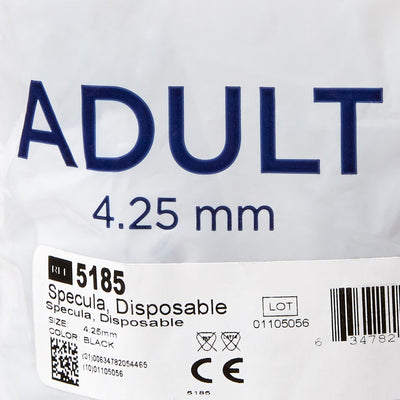 ADULT
4.25 mm
REF 5185
Specula, Disposable
Specula, Disposable
SIZE: 4.25mm
COLOR: BLACK
(01)00634782054465
(10)01105056
LOT
01105056
CE
5185
6 34782